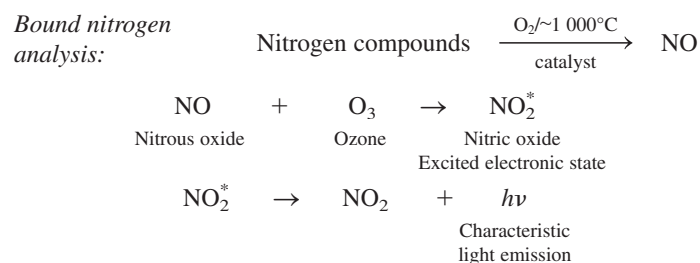 Bound nitrogen
analysis:
Nitrogen compounds O₂/~1 000°C NO
catalyst
NO + O₃ → NO₂*
Nitrous oxide Ozone Nitric oxide
Excited electronic state
NO₂* → NO₂ + hν
Characteristic
light emission